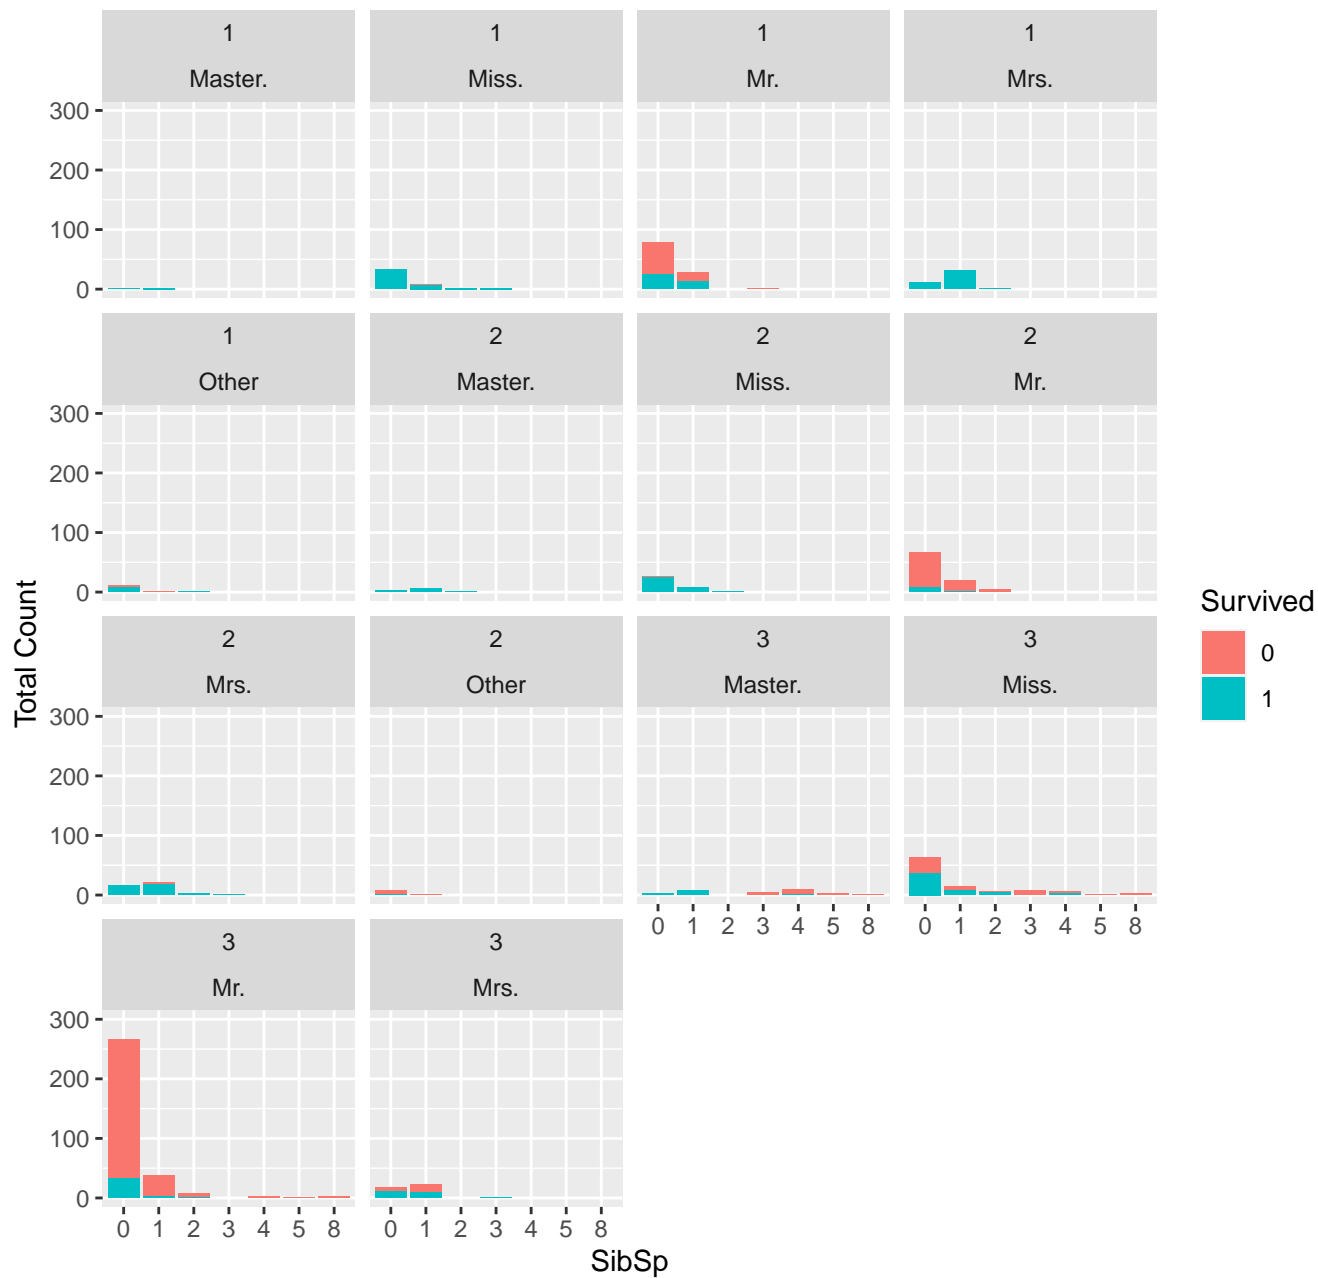 1 1 1 1
Master. Miss. Mr. Mrs.
300
200
100
0
1 2 2 2
Other Master. Miss. Mr.
300
200
100
0
Total Count
Survived
0
1
2 2 3 3
Mrs. Other Master. Miss.
300
200
100
0
0 1 2 3 4 5 8 0 1 2 3 4 5 8
3 3
Mr. Mrs.
300
200
100
0
0 1 2 3 4 5 8 0 1 2 3 4 5 8
SibSp